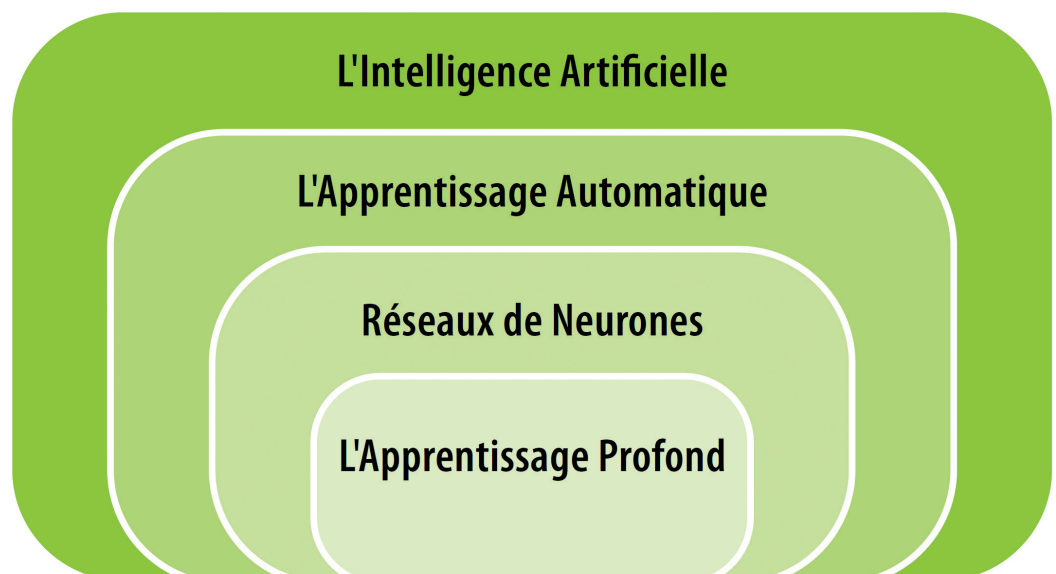 L'Intelligence Artificielle
L'Apprentissage Automatique
Réseaux de Neurones
L'Apprentissage Profond